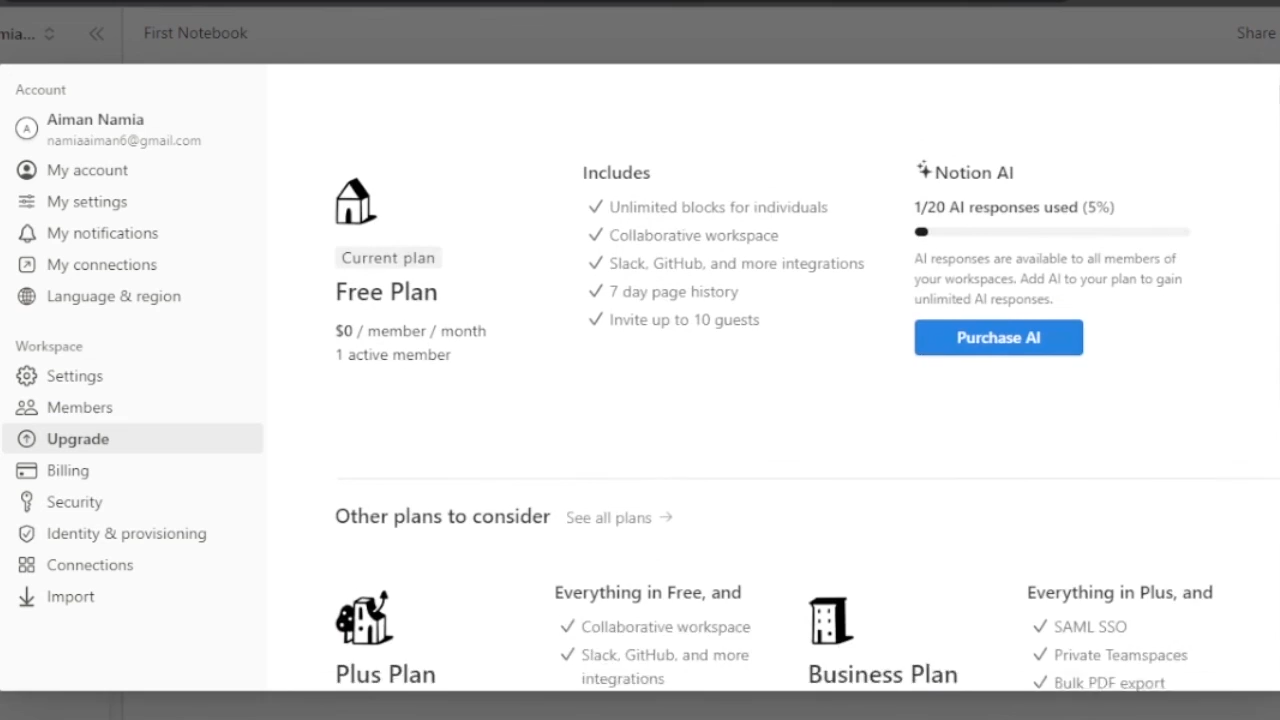 mia...
First Notebook
Share
Account
A
Aiman Namia
namiaaiman6@gmail.com
My account
My settings
My notifications
My connections
Language & region
Workspace
Settings
Members
Upgrade
Billing
Security
Identity & provisioning
Connections
Import
Current plan
Free Plan
$0 / member / month
1 active member
Includes
Unlimited blocks for individuals
Collaborative workspace
Slack, GitHub, and more integrations
7 day page history
Invite up to 10 guests
Notion AI
1/20 AI responses used (5%)
AI responses are available to all members of
your workspaces. Add AI to your plan to gain
unlimited AI responses.
Purchase AI
Other plans to consider
See all plans →
Plus Plan
Everything in Free, and
Collaborative workspace
Slack, GitHub, and more
integrations
Business Plan
Everything in Plus, and
SAML SSO
Private Teamspaces
Bulk PDF export